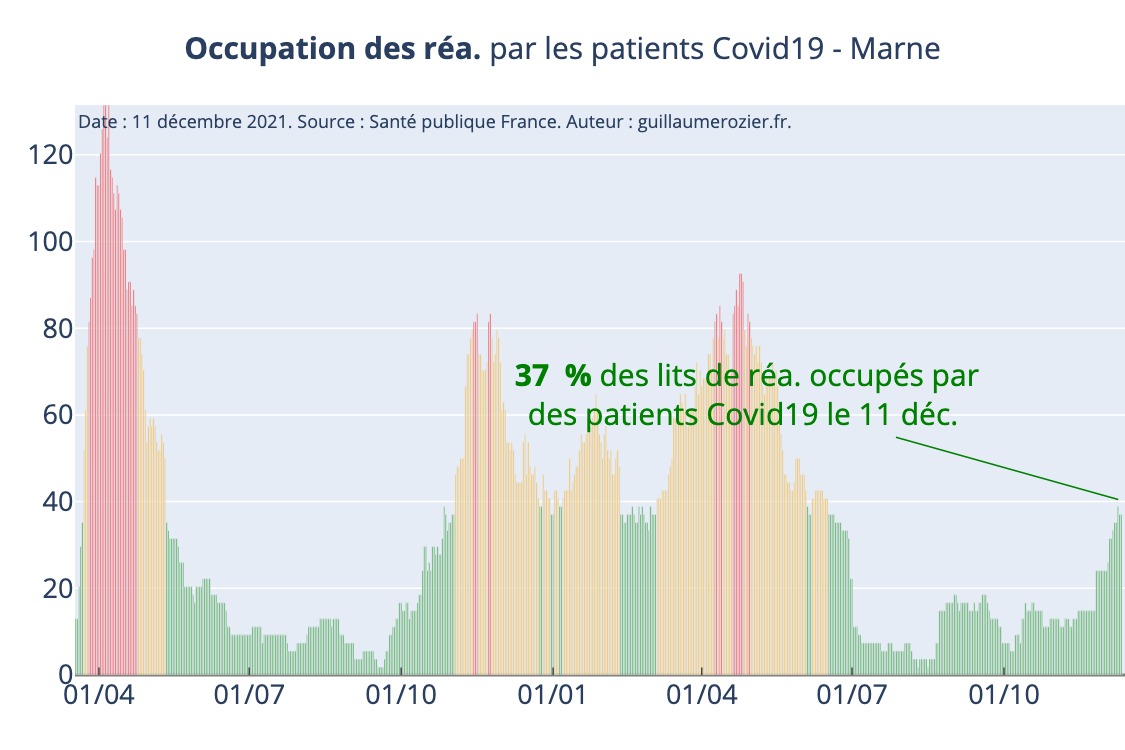 Occupation des réa. par les patients Covid19 - Marne
Date : 11 décembre 2021. Source : Santé publique France. Auteur : guillaumerozier.fr.
120
100
80
37  % des lits de réa. occupés par
des patients Covid19 le 11 déc.
60
40
20
0
01/04 01/07 01/10 01/01 01/04 01/07 01/10